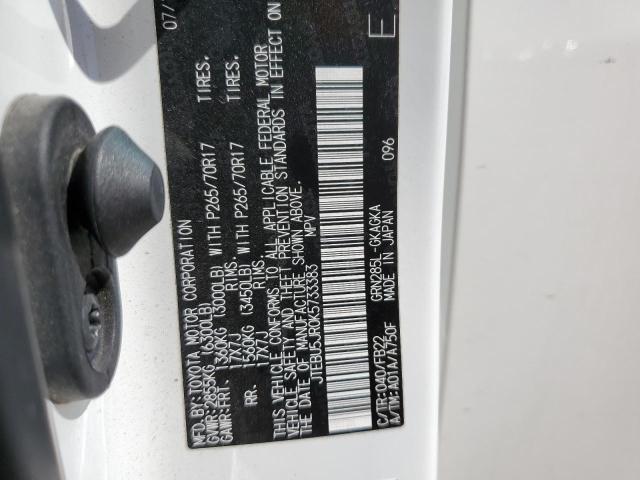 MFD.BY:TOYOTA MOTOR CORPORATION 07/
GVWR: 2855KG (6300LB)
GAWR:FRT. 1360KG (3000LB) WITH P265/70R17 TIRES.
17X7J RIMS.
RR. 1560KG (3450LB) WITH P265/70R17 TIRES.
17X7J RIMS.
THIS VEHICLE CONFORMS TO ALL APPLICABLE FEDERAL MOTOR
VEHICLE SAFETY AND THEFT PREVENTION STANDARDS IN EFFECT ON
THE DATE OF MANUFACTURE SHOWN ABOVE.
JTEBU5JR0K5733383 MPV
E
096
C/TR:040/FB22 GRN285L-GKAGKA
A/TM:A01A/A750F MADE IN JAPAN